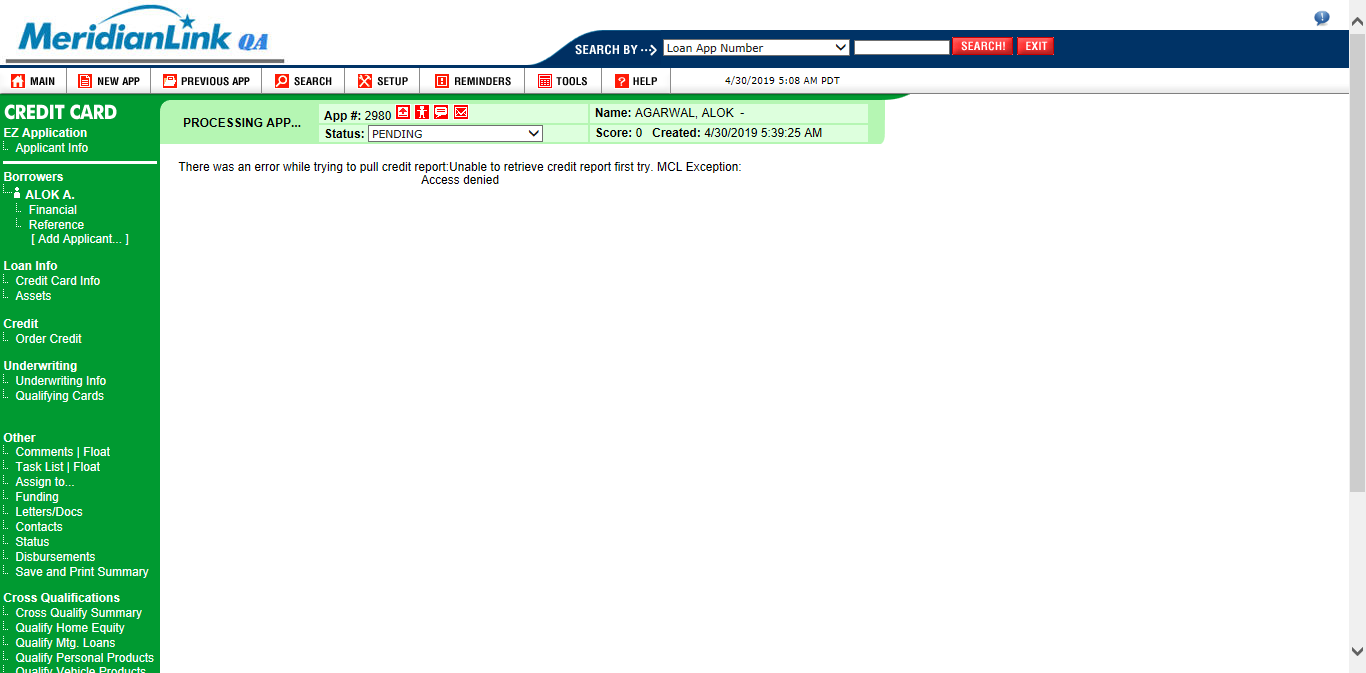 MeridianLink QA
SEARCH BY ···> Loan App Number SEARCH! EXIT
MAIN NEW APP PREVIOUS APP SEARCH SETUP REMINDERS TOOLS ? HELP 4/30/2019 5:08 AM PDT
CREDIT CARD
EZ Application
Applicant Info
Borrowers
ALOK A.
Financial
Reference
[ Add Applicant... ]
Loan Info
Credit Card Info
Assets
Credit
Order Credit
Underwriting
Underwriting Info
Qualifying Cards
Other
Comments | Float
Task List | Float
Assign to...
Funding
Letters/Docs
Contacts
Status
Disbursements
Save and Print Summary
Cross Qualifications
Cross Qualify Summary
Qualify Home Equity
Qualify Mtg. Loans
Qualify Personal Products
Qualify Vehicle Products
PROCESSING APP...
App #: 2980
Status: PENDING
Name: AGARWAL, ALOK -
Score: 0 Created: 4/30/2019 5:39:25 AM
There was an error while trying to pull credit report:Unable to retrieve credit report first try. MCL Exception:
Access denied